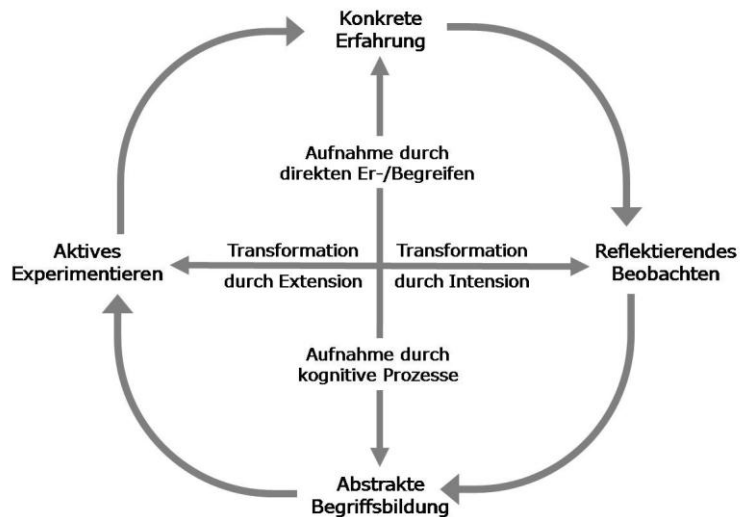 Konkrete
Erfahrung
Aufnahme durch
direkten Er-/Begreifen
Aktives
Experimentieren
Transformation
durch Extension
Transformation
durch Intension
Reflektierendes
Beobachten
Aufnahme durch
kognitive Prozesse
Abstrakte
Begriffsbildung